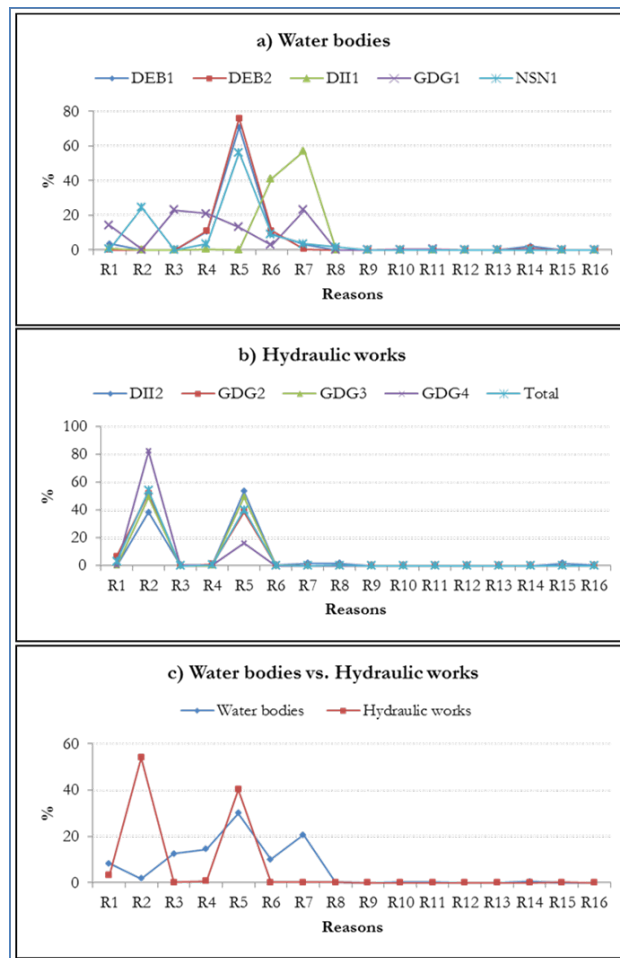 a) Water bodies
DEB1 DEB2 DII1 GDG1 NSN1
80
60
40
20
0
%
R1 R2 R3 R4 R5 R6 R7 R8 R9 R10 R11 R12 R13 R14 R15 R16
Reasons
b) Hydraulic works
DII2 GDG2 GDG3 GDG4 Total
100
80
60
40
20
0
%
R1 R2 R3 R4 R5 R6 R7 R8 R9 R10 R11 R12 R13 R14 R15 R16
Reasons
c) Water bodies vs. Hydraulic works
Water bodies Hydraulic works
60
40
20
0
%
R1 R2 R3 R4 R5 R6 R7 R8 R9 R10 R11 R12 R13 R14 R15 R16
Reasons